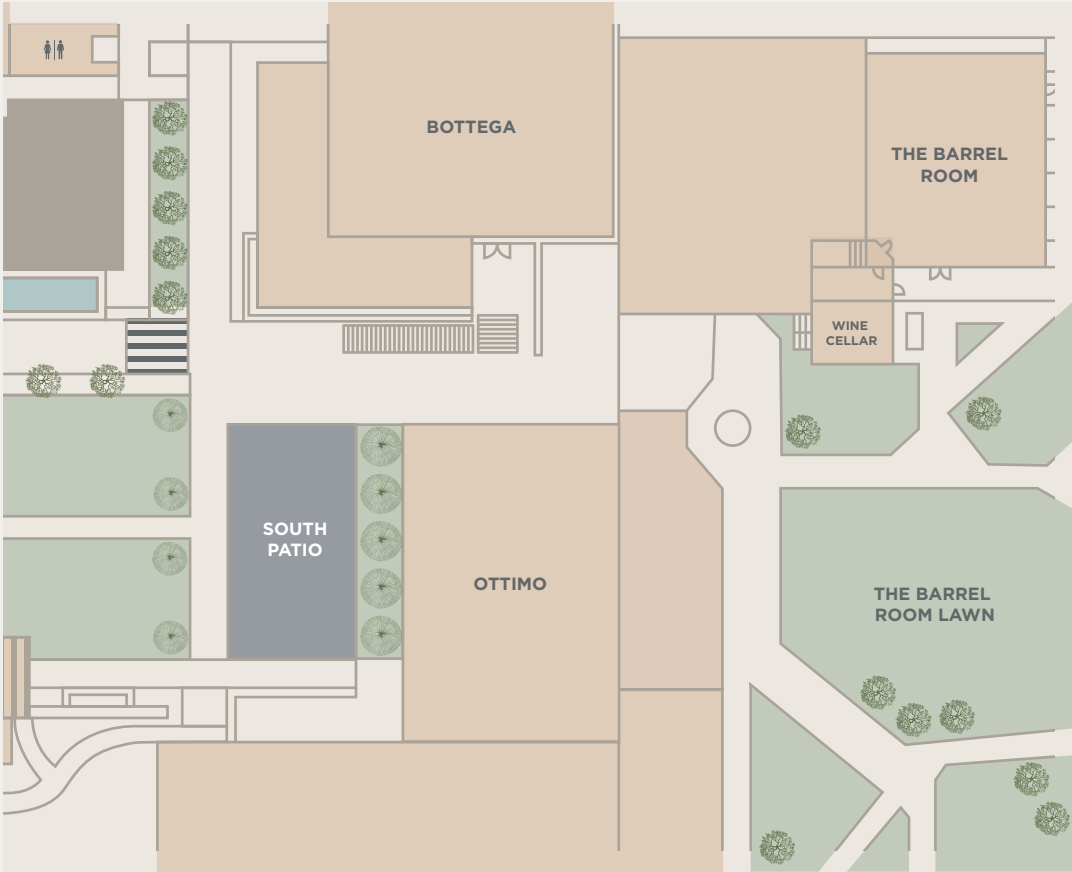 BOTTEGA
THE BARREL
ROOM
WINE
CELLAR
SOUTH
PATIO
OTTIMO
THE BARREL
ROOM LAWN